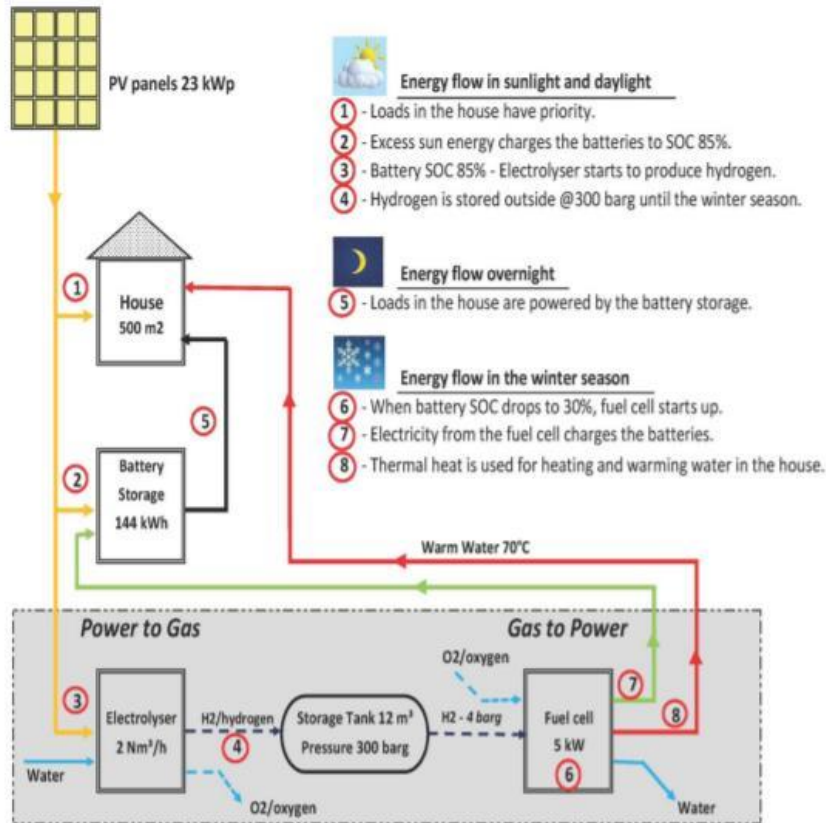 PV panels 23 kWp
Energy flow in sunlight and daylight
1 - Loads in the house have priority.
2 - Excess sun energy charges the batteries to SOC 85%.
3 - Battery SOC 85% - Electrolyser starts to produce hydrogen.
4 - Hydrogen is stored outside @300 barg until the winter season.
Energy flow overnight
5 - Loads in the house are powered by the battery storage.
Energy flow in the winter season
6 - When battery SOC drops to 30%, fuel cell starts up.
7 - Electricity from the fuel cell charges the batteries.
8 - Thermal heat is used for heating and warming water in the house.
1
House
500 m2
5
2
Battery
Storage
144 kWh
Warm Water 70°C
Power to Gas
Gas to Power
3
Electrolyser
2 Nm³/h
Water
H2/hydrogen
4
O2/oxygen
Storage Tank 12 m³
Pressure 300 barg
H2 - 4 barg
O2/oxygen
Fuel cell
5 kW
6
7
8
Water